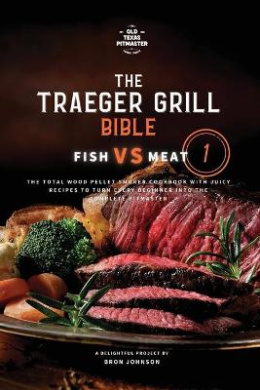 OLD
TEXAS
PITMASTER
THE
TRAEGER GRILL
BIBLE
FISH VS MEAT 1
THE TOTAL WOOD PELLET SMOKER COOKBOOK WITH JUICY
RECIPES TO TURN EVERY BEGINNER INTO THE
COMPLETE PITMASTER
A DELIGHTFUL PROJECT BY
BRON JOHNSON